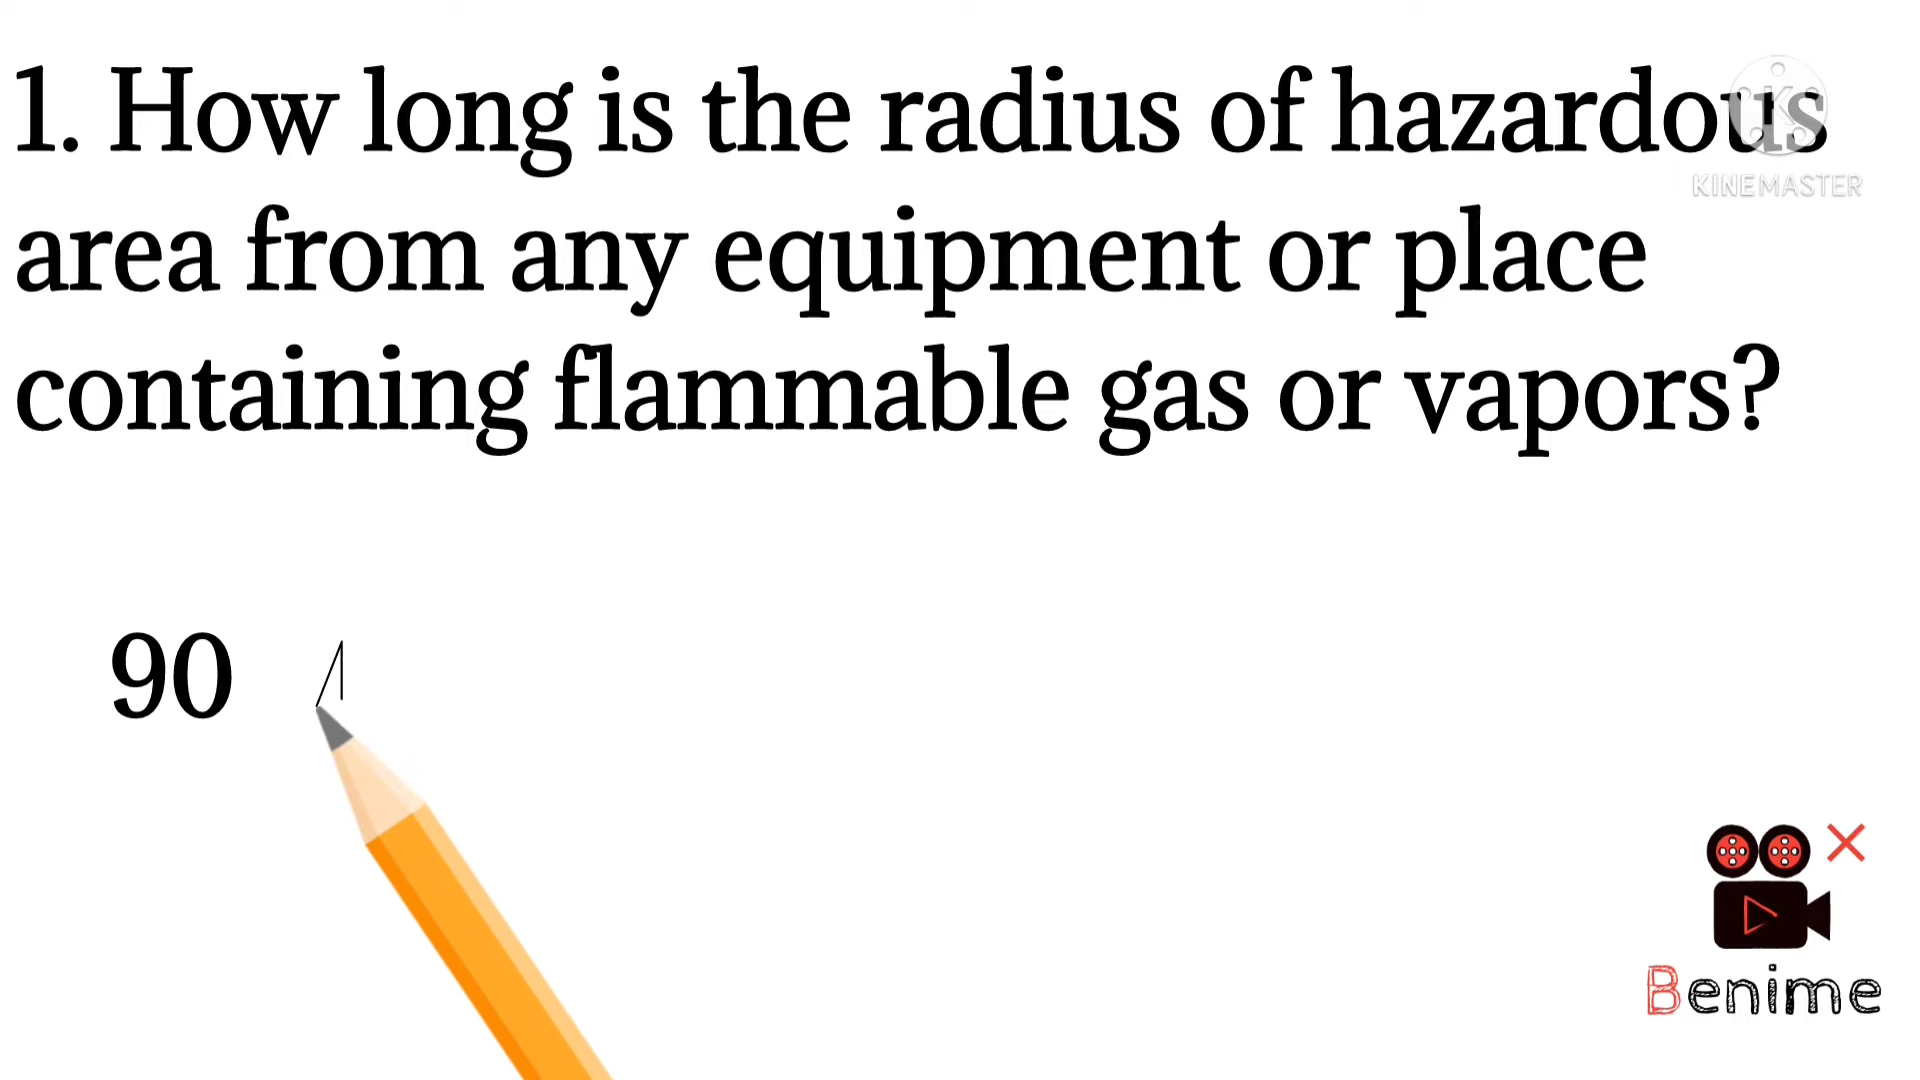 1. How long is the radius of hazardous
KINEMASTER
area from any equipment or place
containing flammable gas or vapors?
90
Benime